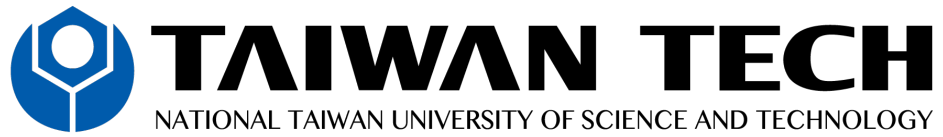 TAIWAN TECH
NATIONAL TAIWAN UNIVERSITY OF SCIENCE AND TECHNOLOGY